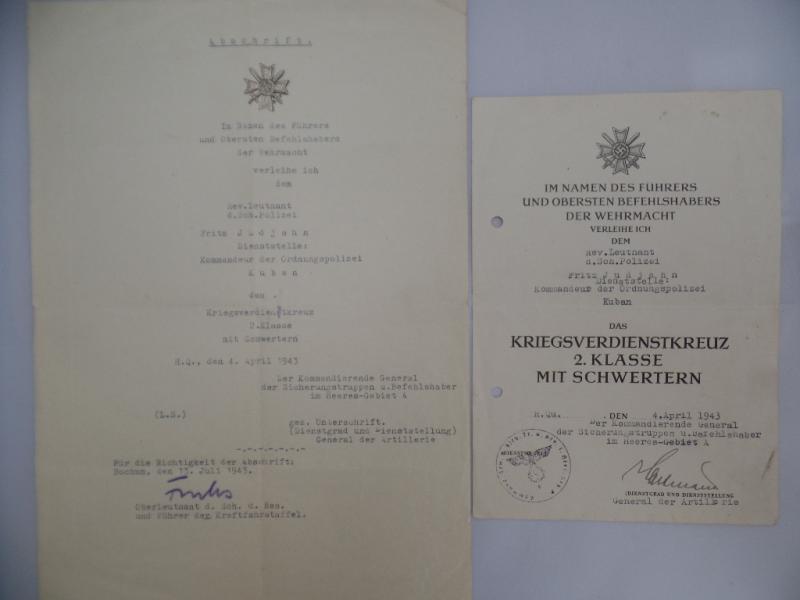 Abschrift.
Im Namen des Führers
und Obersten Befehlshabers
der Wehrmacht
verleihe ich
dem
Rev.Leutnant
d.Sch.Polizei
Fritz Judjahn
Dienststelle:
Kommandeur der Ordnungspolizei
Kuban
den
Kriegsverdienstkreuz
2.Klasse
mit Schwertern
H.Q., den 4. April 1943
Der Kommandierende General
der Sicherungstruppen u.Befehlshaber
im Heeres-Gebiet A
(L.S.)
gez. Unterschrift.
(Dienstgrad und Dienststellung)
General der Artillerie
Für die Richtigkeit der Abschrift:
Bochum, den 13. Juli 1943.
Oberleutnant d. Sch. d. Res.
und Führer der Kraftfahrstaffel.
IM NAMEN DES FÜHRERS
UND OBERSTEN BEFEHLSHABERS
DER WEHRMACHT
VERLEIHE ICH
DEM
Rev.Leutnant
d.Sch.Polizei
Fritz Judjahn
Dienststelle:
Kommandeur der Ordnungspolizei
Kuban
DAS
KRIEGSVERDIENSTKREUZ
2. KLASSE
MIT SCHWERTERN
H.Qu. , DEN 4.April 1943
Der Kommandierende General
der Sicherungstruppen u.Befehlshaber
im Heeres-Gebiet A
(DIENSTGRAD UND DIENSTSTELLUNG
General der Artillerie